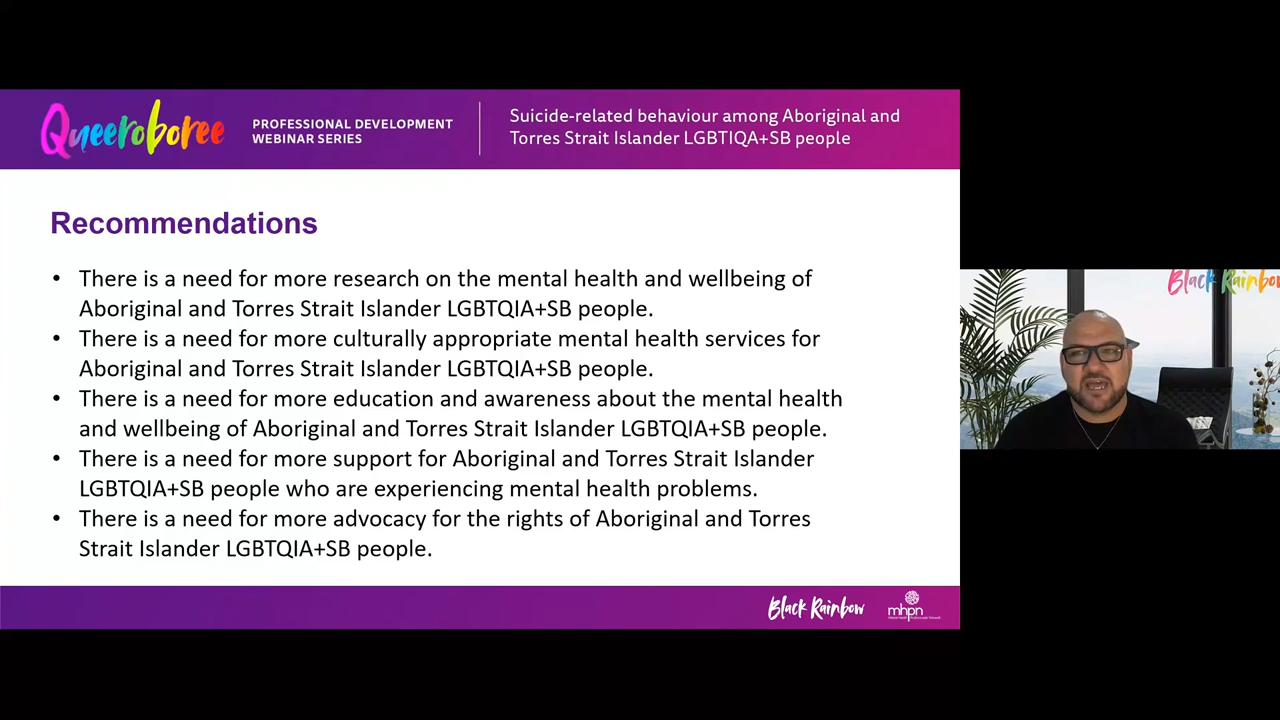 Queeroboree
PROFESSIONAL DEVELOPMENT
WEBINAR SERIES
Suicide-related behaviour among Aboriginal and
Torres Strait Islander LGBTIQA+SB people
Recommendations
• There is a need for more research on the mental health and wellbeing of
Aboriginal and Torres Strait Islander LGBTQIA+SB people.
• There is a need for more culturally appropriate mental health services for
Aboriginal and Torres Strait Islander LGBTQIA+SB people.
• There is a need for more education and awareness about the mental health
and wellbeing of Aboriginal and Torres Strait Islander LGBTQIA+SB people.
• There is a need for more support for Aboriginal and Torres Strait Islander
LGBTQIA+SB people who are experiencing mental health problems.
• There is a need for more advocacy for the rights of Aboriginal and Torres
Strait Islander LGBTQIA+SB people.
Black Rainbow
mhpn
Black Rainbow